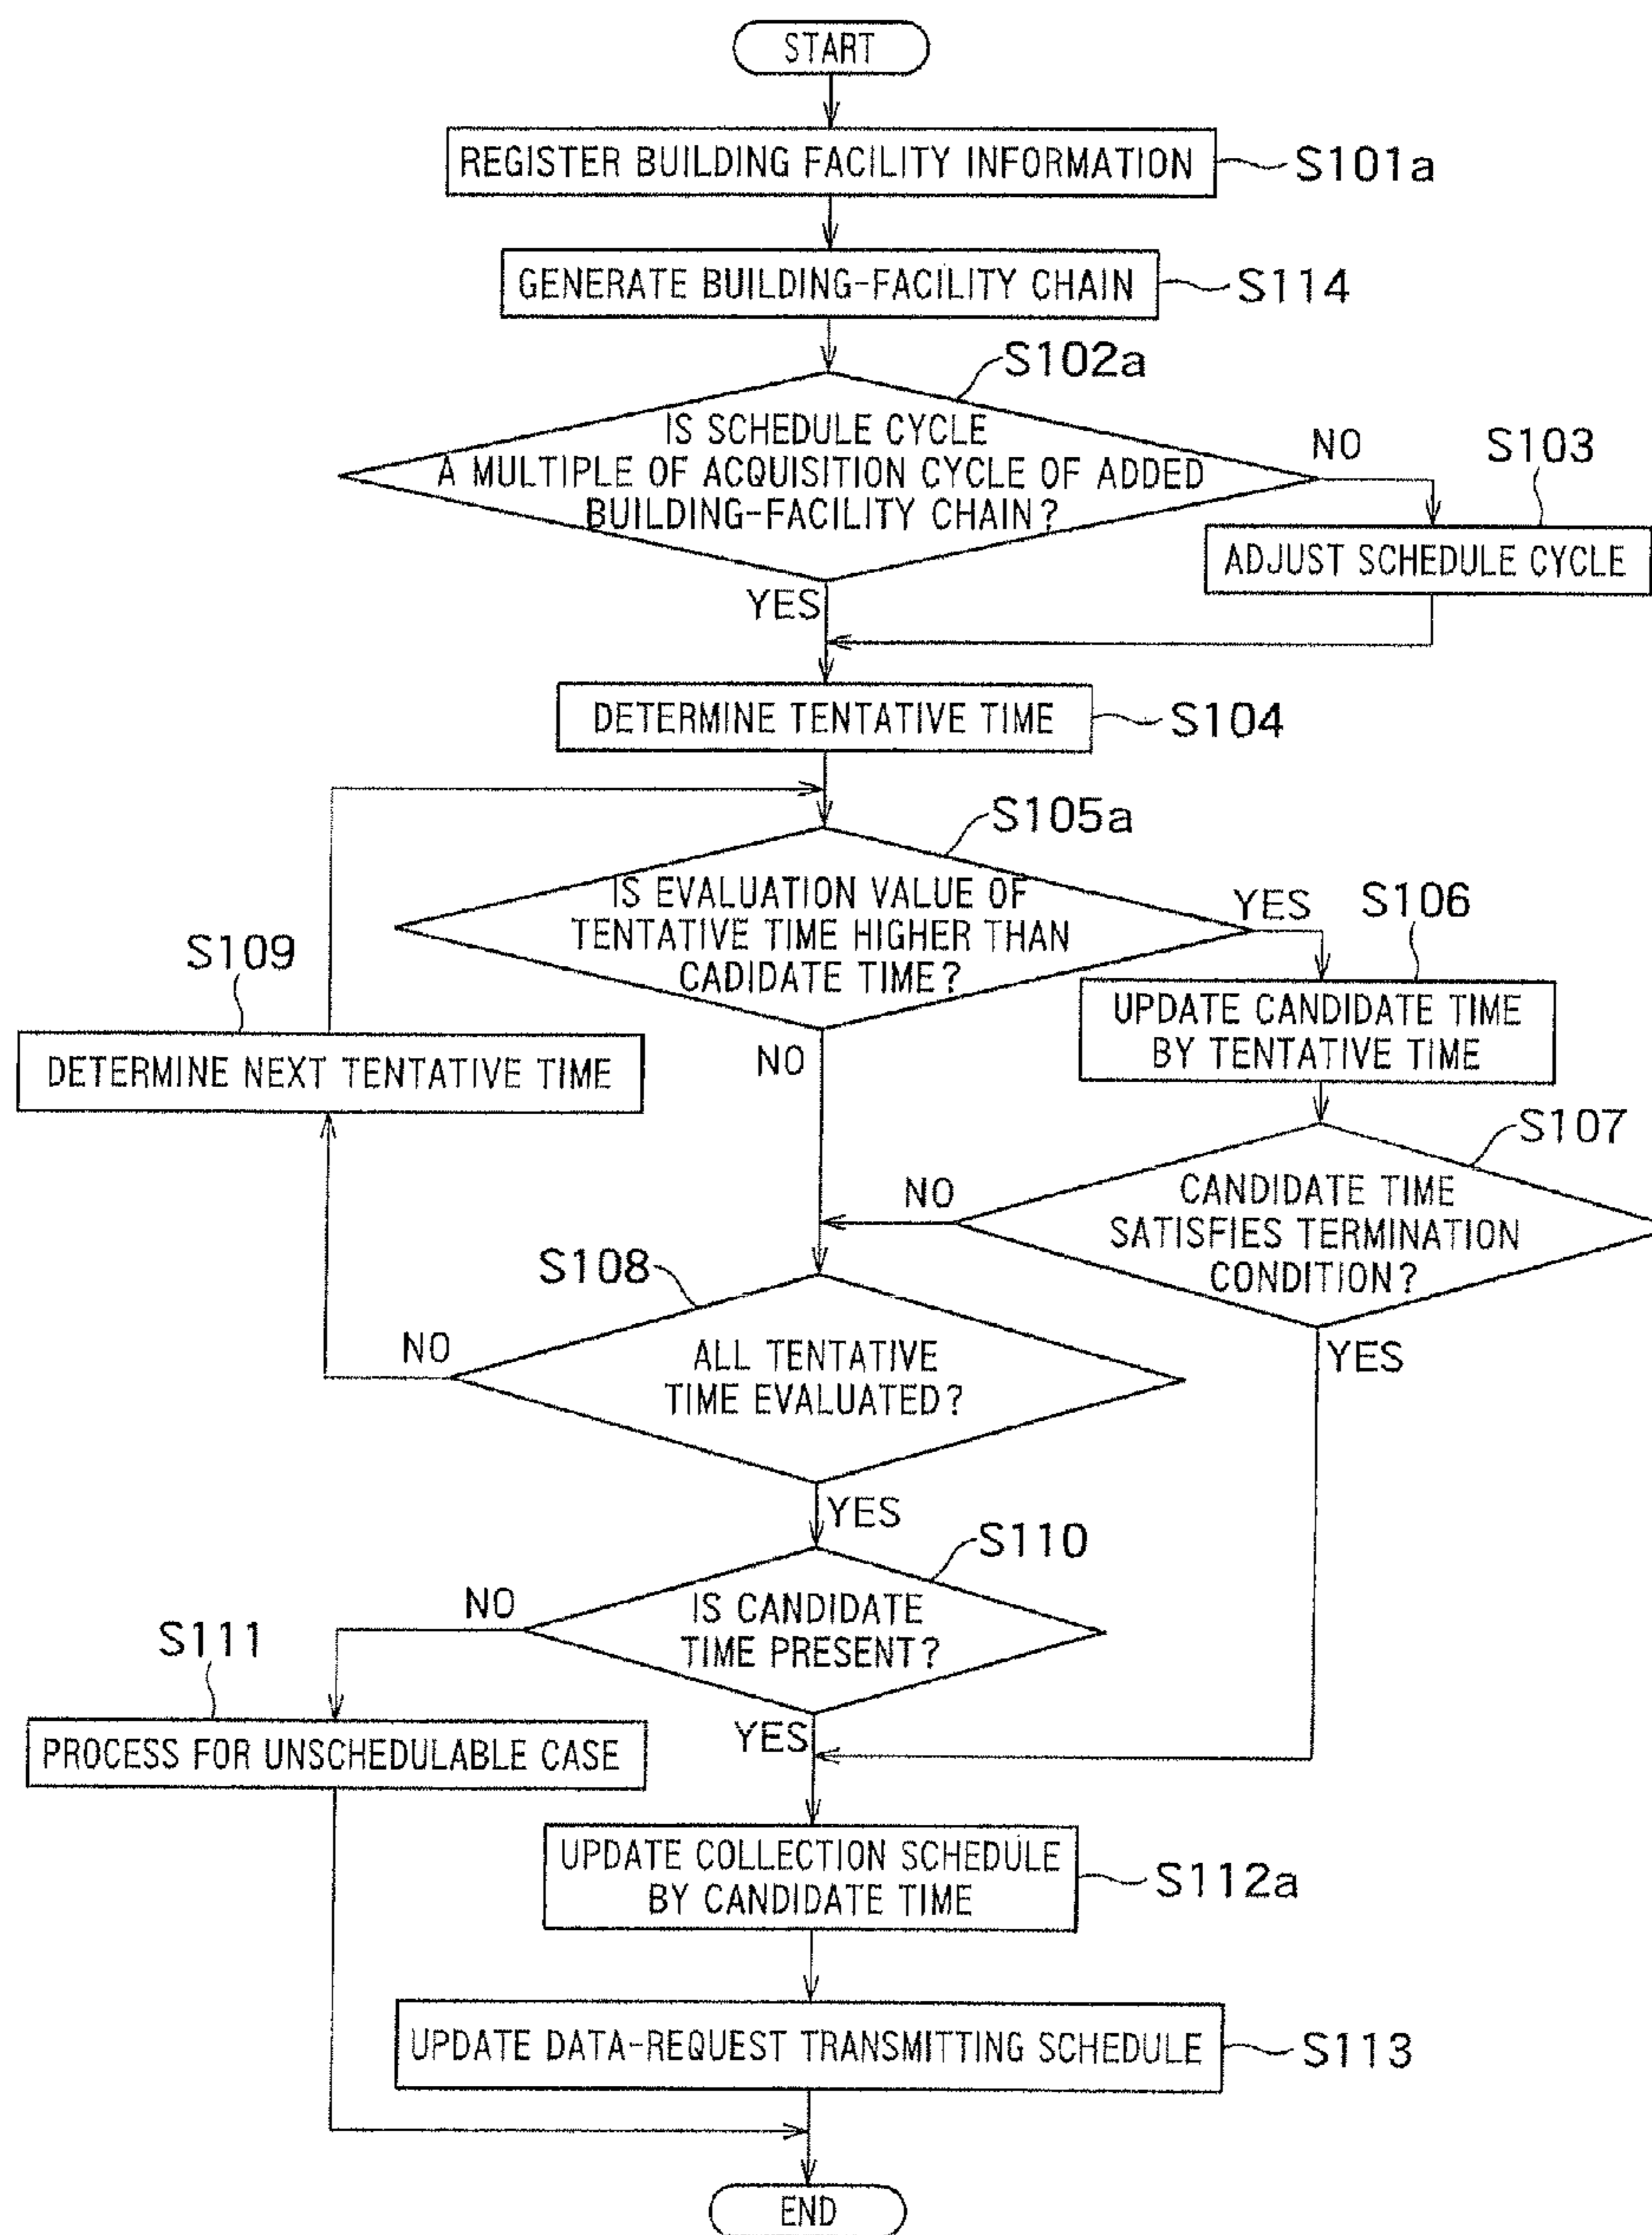 START
REGISTER BUILDING FACILITY INFORMATION
S101a
GENERATE BUILDING-FACILITY CHAIN
S114
S102a
IS SCHEDULE CYCLE
A MULTIPLE OF ACQUISITION CYCLE OF ADDED
BUILDING-FACILITY CHAIN?
NO
S103
ADJUST SCHEDULE CYCLE
YES
DETERMINE TENTATIVE TIME
S104
S105a
IS EVALUATION VALUE OF
TENTATIVE TIME HIGHER THAN
CADIDATE TIME?
YES
S106
UPDATE CANDIDATE TIME
BY TENTATIVE TIME
S109
DETERMINE NEXT TENTATIVE TIME
NO
S107
CANDIDATE TIME
SATISFIES TERMINATION
CONDITION?
NO
YES
S108
ALL TENTATIVE
TIME EVALUATED?
NO
YES
S110
IS CANDIDATE
TIME PRESENT?
NO
S111
PROCESS FOR UNSCHEDULABLE CASE
YES
UPDATE COLLECTION SCHEDULE
BY CANDIDATE TIME
S112a
UPDATE DATA-REQUEST TRANSMITTING SCHEDULE
S113
END